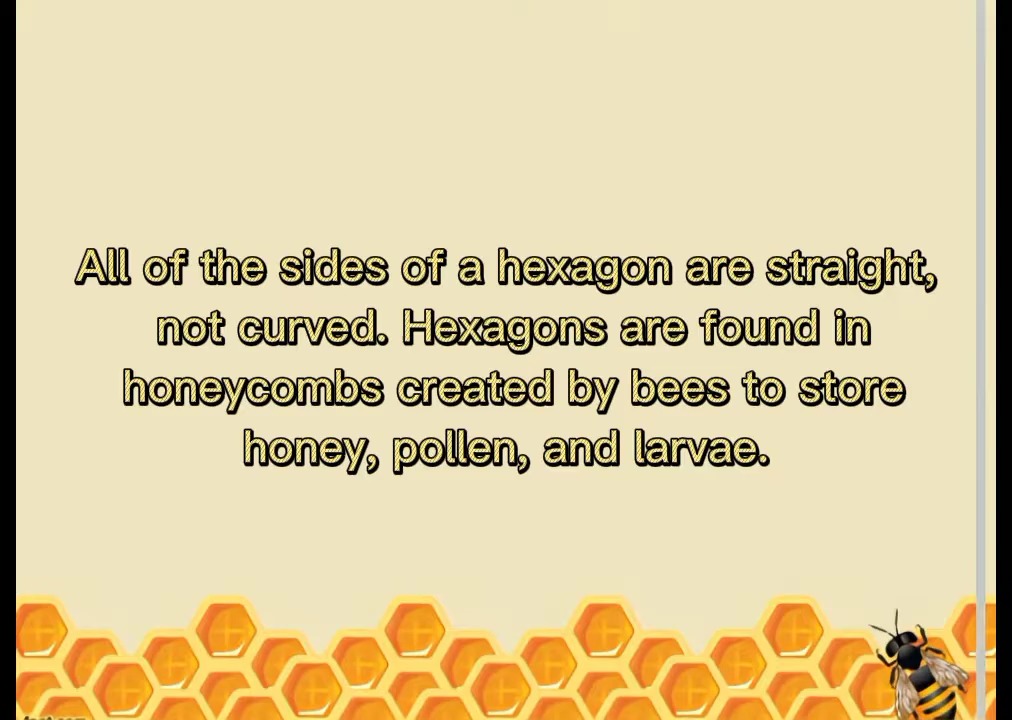 All of the sides of a hexagon are straight,
not curved. Hexagons are found in
honeycombs created by bees to store
honey, pollen, and larvae.